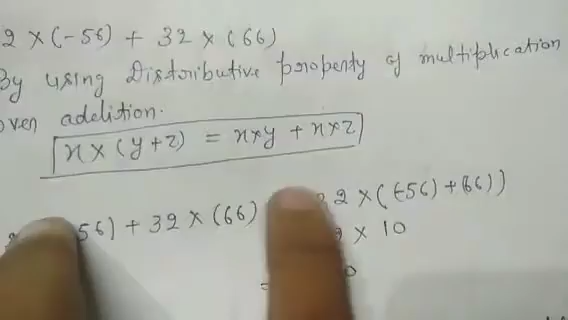 2 × (-56) + 32 × (66)
By using Distributive property of multiplication
over addition.
x × (y+z) = x×y + x×z
56) + 32 × (66) 2 × (-56) + (66))
× 10
= 0